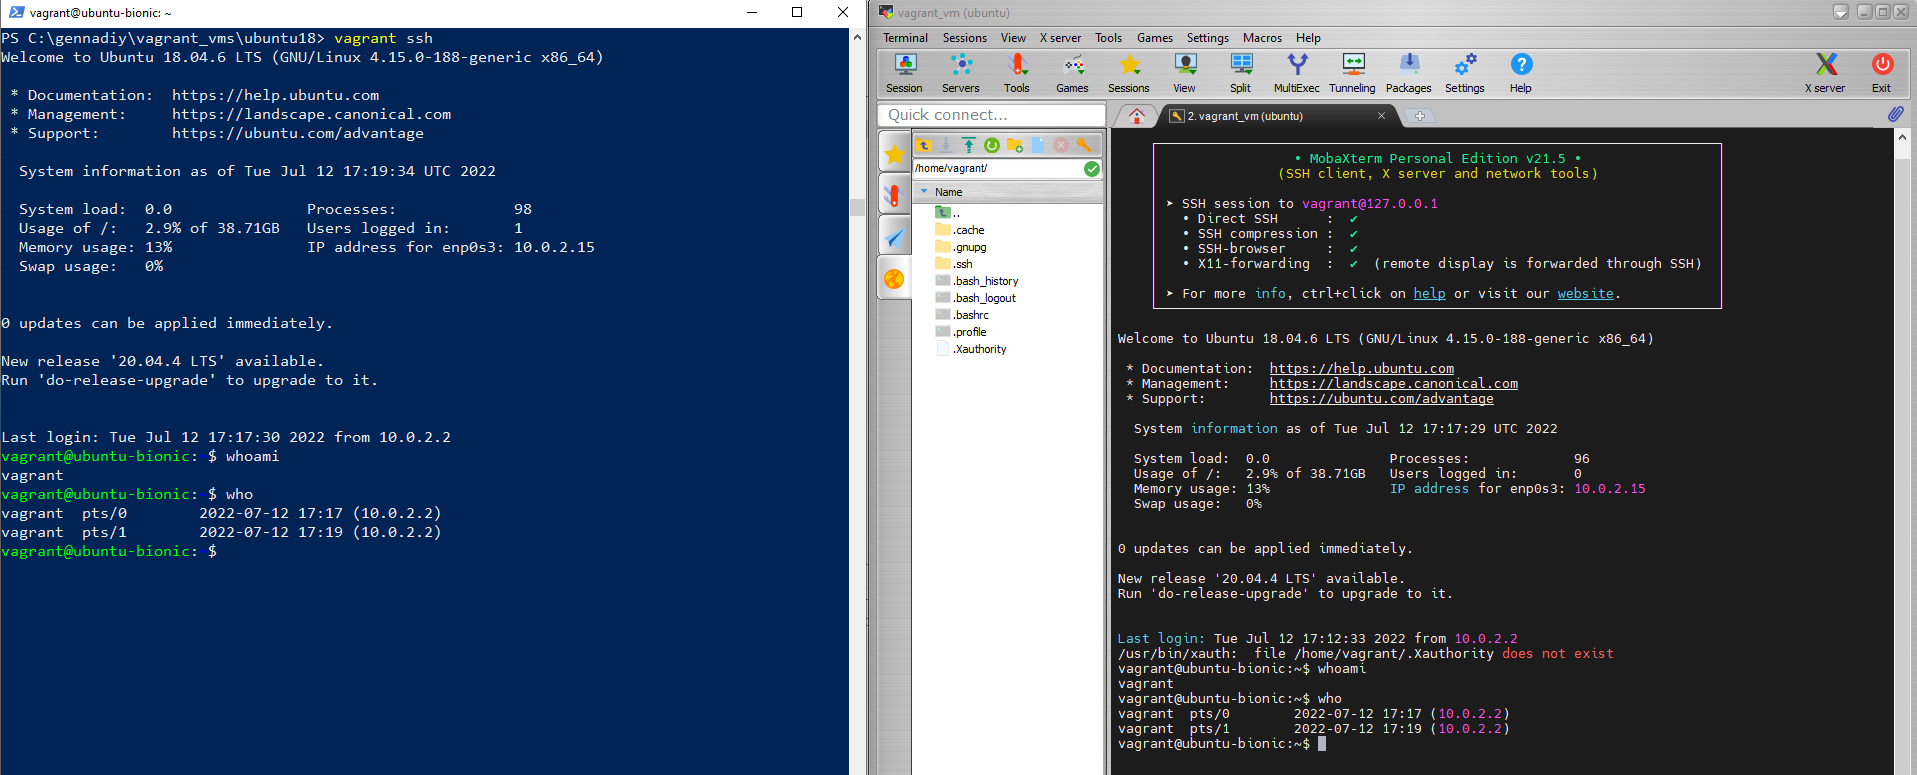 vagrant@ubuntu-bionic: ~
PS C:\gennadiy\vagrant_vms\ubuntu18> vagrant ssh
Welcome to Ubuntu 18.04.6 LTS (GNU/Linux 4.15.0-188-generic x86_64)
* Documentation:  https://help.ubuntu.com
* Management:     https://landscape.canonical.com
* Support:        https://ubuntu.com/advantage
System information as of Tue Jul 12 17:19:34 UTC 2022
System load:  0.0               Processes:             98
Usage of /:   2.9% of 38.71GB   Users logged in:       1
Memory usage: 13%               IP address for enp0s3: 10.0.2.15
Swap usage:   0%
0 updates can be applied immediately.
New release '20.04.4 LTS' available.
Run 'do-release-upgrade' to upgrade to it.
Last login: Tue Jul 12 17:17:30 2022 from 10.0.2.2
vagrant@ubuntu-bionic:~$ whoami
vagrant
vagrant@ubuntu-bionic:~$ who
vagrant  pts/0        2022-07-12 17:17 (10.0.2.2)
vagrant  pts/1        2022-07-12 17:19 (10.0.2.2)
vagrant@ubuntu-bionic:~$
vagrant_vm (ubuntu)
Terminal Sessions View X server Tools Games Settings Macros Help
Session Servers Tools Games Sessions View Split MultiExec Tunneling Packages Settings Help X server Exit
Quick connect...
2. vagrant_vm (ubuntu)
/home/vagrant/
Name
..
.cache
.gnupg
.ssh
.bash_history
.bash_logout
.bashrc
.profile
.Xauthority
• MobaXterm Personal Edition v21.5 •
(SSH client, X server and network tools)
➤ SSH session to vagrant@127.0.0.1
• Direct SSH      :  ✔
• SSH compression :  ✔
• SSH-browser     :  ✔
• X11-forwarding  :  ✔  (remote display is forwarded through SSH)
➤ For more info, ctrl+click on help or visit our website.
Welcome to Ubuntu 18.04.6 LTS (GNU/Linux 4.15.0-188-generic x86_64)
* Documentation:  https://help.ubuntu.com
* Management:     https://landscape.canonical.com
* Support:        https://ubuntu.com/advantage
System information as of Tue Jul 12 17:17:29 UTC 2022
System load:  0.0               Processes:             96
Usage of /:   2.9% of 38.71GB   Users logged in:       0
Memory usage: 13%               IP address for enp0s3: 10.0.2.15
Swap usage:   0%
0 updates can be applied immediately.
New release '20.04.4 LTS' available.
Run 'do-release-upgrade' to upgrade to it.
Last login: Tue Jul 12 17:12:33 2022 from 10.0.2.2
/usr/bin/xauth:  file /home/vagrant/.Xauthority does not exist
vagrant@ubuntu-bionic:~$ whoami
vagrant
vagrant@ubuntu-bionic:~$ who
vagrant  pts/0        2022-07-12 17:17 (10.0.2.2)
vagrant  pts/1        2022-07-12 17:19 (10.0.2.2)
vagrant@ubuntu-bionic:~$